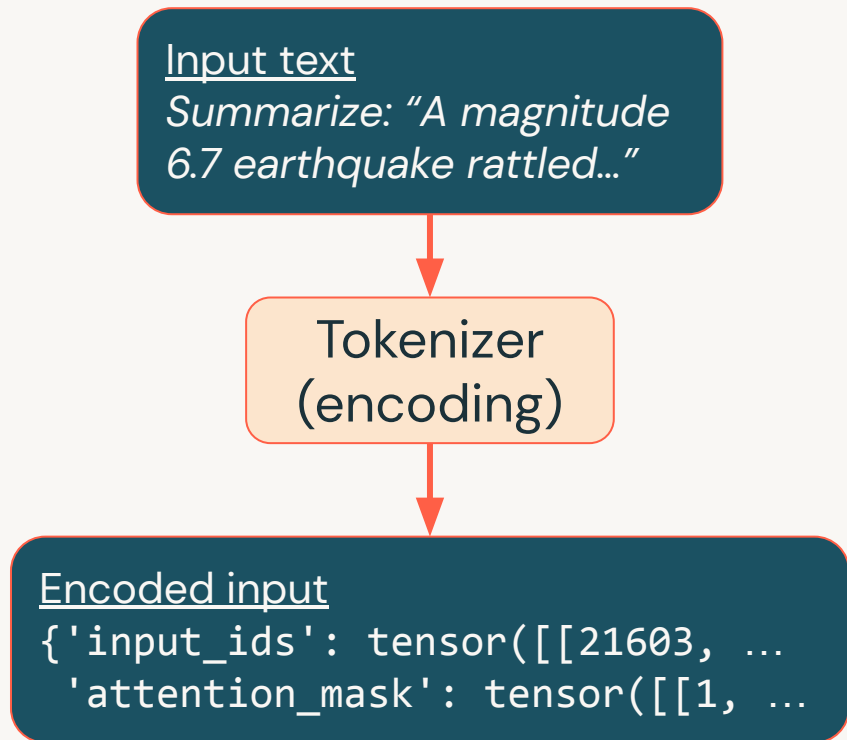 Input text
Summarize: “A magnitude
6.7 earthquake rattled…”
Tokenizer
(encoding)
Encoded input
{'input_ids': tensor([[21603, …
'attention_mask': tensor([[1, …